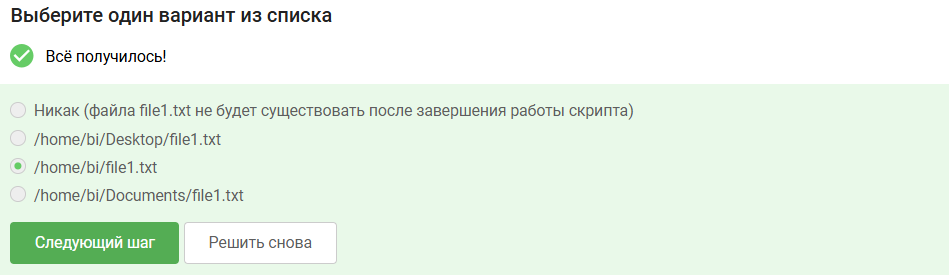 Выберите один вариант из списка
Всё получилось!
Никак (файла file1.txt не будет существовать после завершения работы скрипта)
/home/bi/Desktop/file1.txt
/home/bi/file1.txt
/home/bi/Documents/file1.txt
Следующий шаг
Решить снова